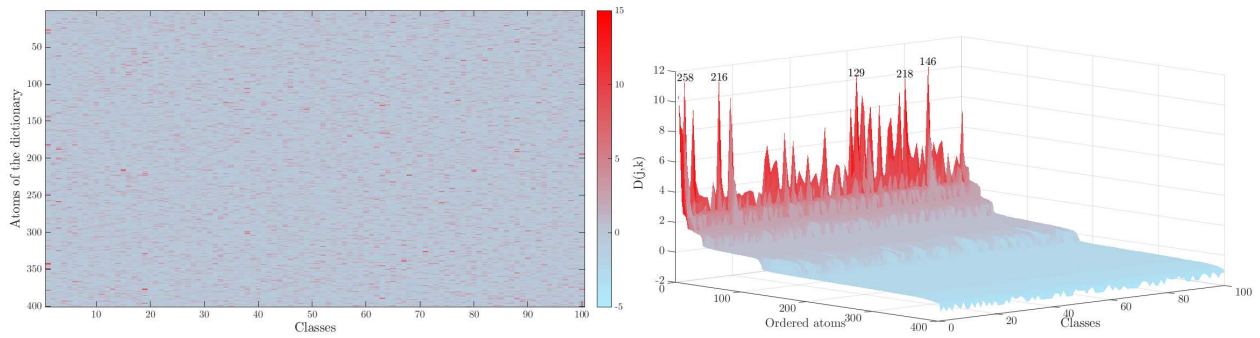 50
100
150
200
250
300
350
400
Atoms of the dictionary
10 20 30 40 50 60 70 80 90 100
Classes
15
10
5
0
-5
12
10
8
6
4
2
0
-2
D(j,k)
258 216 129 218 146
0 100 200 300 400
Ordered atoms
0 20 40 60 80 100
Classes